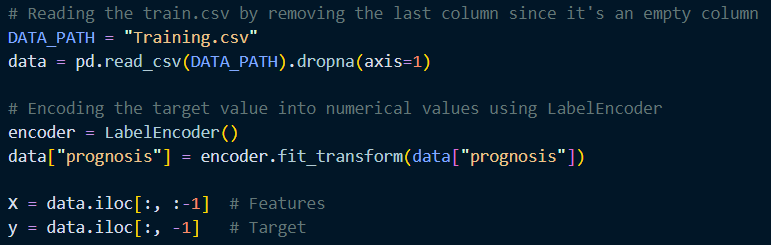 # Reading the train.csv by removing the last column since it's an empty column
DATA_PATH = "Training.csv"
data = pd.read_csv(DATA_PATH).dropna(axis=1)
# Encoding the target value into numerical values using LabelEncoder
encoder = LabelEncoder()
data["prognosis"] = encoder.fit_transform(data["prognosis"])
X = data.iloc[:, :-1]  # Features
y = data.iloc[:, -1]   # Target